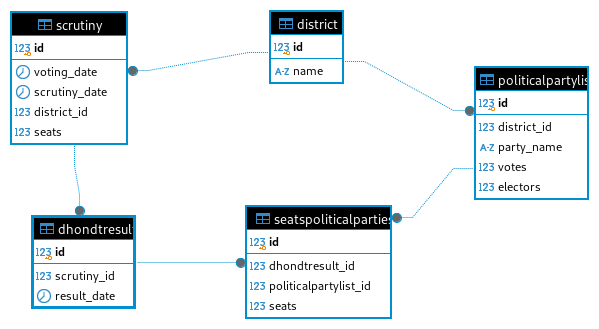 scrutiny
123 id
voting_date
scrutiny_date
123 district_id
123 seats
district
123 id
A-Z name
politicalpartylis
123 id
123 district_id
A-Z party_name
123 votes
123 electors
dhondtresult
123 id
123 scrutiny_id
result_date
seatspoliticalparties
123 id
123 dhondtresult_id
123 politicalpartylist_id
123 seats